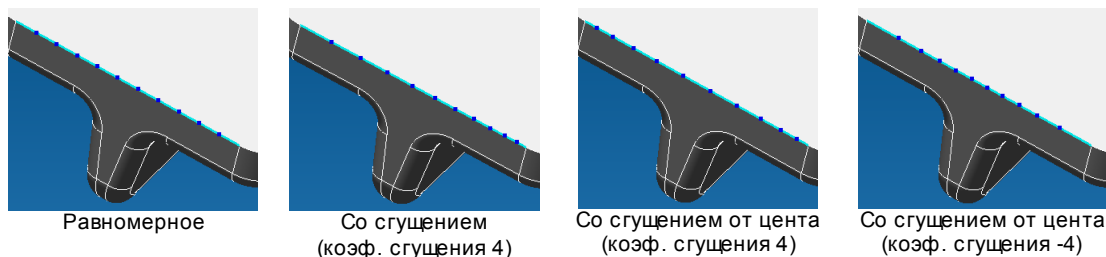 Равномерное
Со сгущением
(коэф. сгущения 4)
Со сгущением от цента
(коэф. сгущения 4)
Со сгущением от цента
(коэф. сгущения -4)